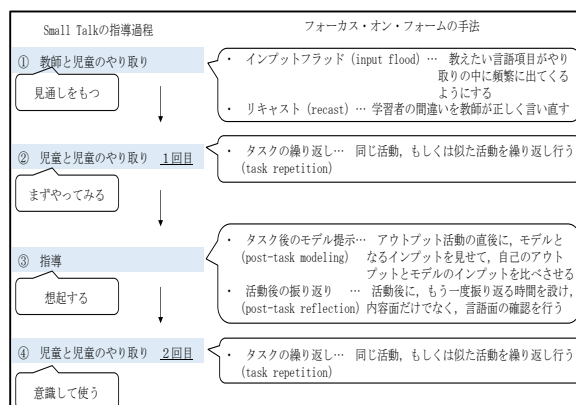 Small Talkの指導過程
フォーカス・オン・フォームの手法
① 教師と児童のやり取り
見通しをもつ
・ インプットフラッド (input flood) … 教えたい言語項目がやり
取りの中に頻繁に出てくる
ようにする
・ リキャスト (recast) … 学習者の間違いを教師が正しく言い直す
② 児童と児童のやり取り 1回目
まずやってみる
・ タスクの繰り返し… 同じ活動，もしくは似た活動を繰り返し行う
(task repetition)
③ 指導
想起する
・ タスク後のモデル提示… アウトプット活動の直後に，モデルと
(post-task modeling) なるインプットを見せて，自己のアウト
プットとモデルのインプットを比べさせる
・ 活動後の振り返り … 活動後に，もう一度振り返る時間を設け，
(post-task reflection) 内容面だけでなく，言語面の確認を行う
④ 児童と児童のやり取り 2回目
意識して使う
・ タスクの繰り返し… 同じ活動，もしくは似た活動を繰り返し行う
(task repetition)